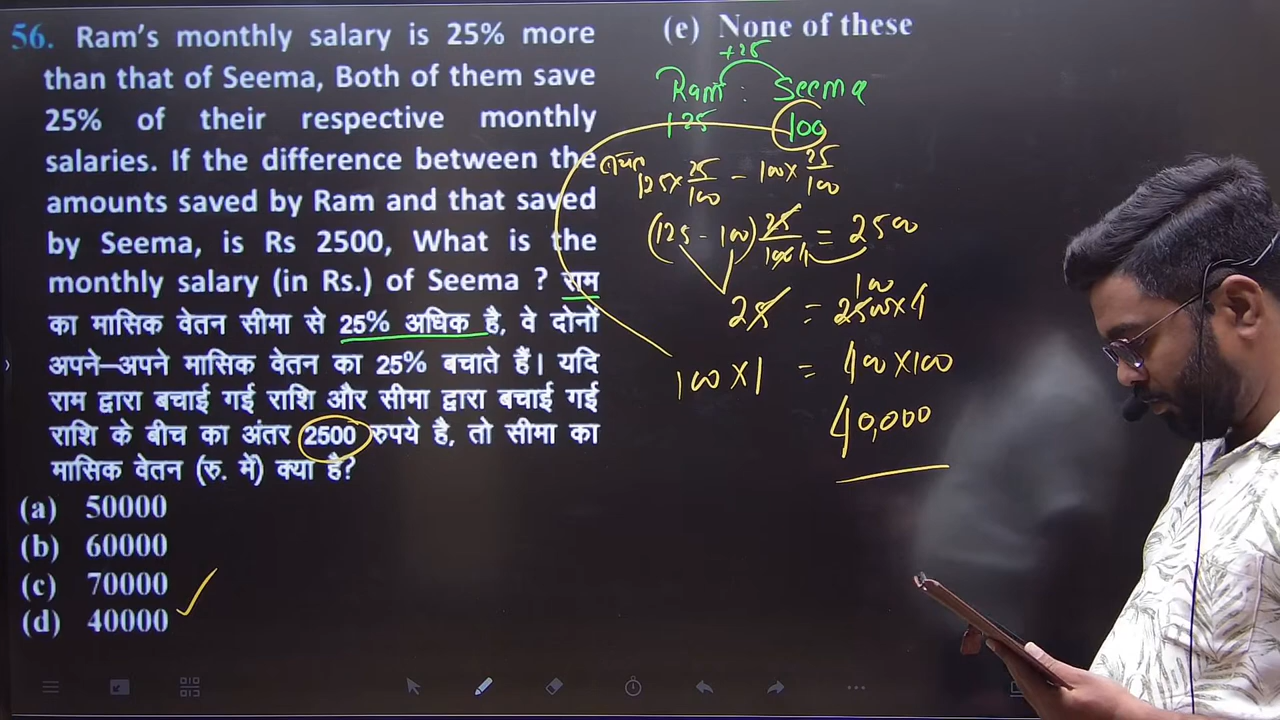 56. Ram's monthly salary is 25% more
than that of Seema, Both of them save
25% of their respective monthly
salaries. If the difference between the
amounts saved by Ram and that saved
by Seema, is Rs 2500, What is the
monthly salary (in Rs.) of Seema ? राम
का मासिक वेतन सीमा से 25% अधिक है, वे दोनों
अपने–अपने मासिक वेतन का 25% बचाते हैं। यदि
राम द्वारा बचाई गई राशि और सीमा द्वारा बचाई गई
राशि के बीच का अंतर 2500 रुपये है, तो सीमा का
मासिक वेतन (रु. में) क्या है?
(a) 50000
(b) 60000
(c) 70000
(d) 40000
(e) None of these
+25
Ram : Seema
125 100
बचत 125 × 25/100 – 100 × 25/100
(125 – 100) 25/100 4 = 2500
100
25 = 2500 × 4
100 × 1 = 400 × 100
40,000